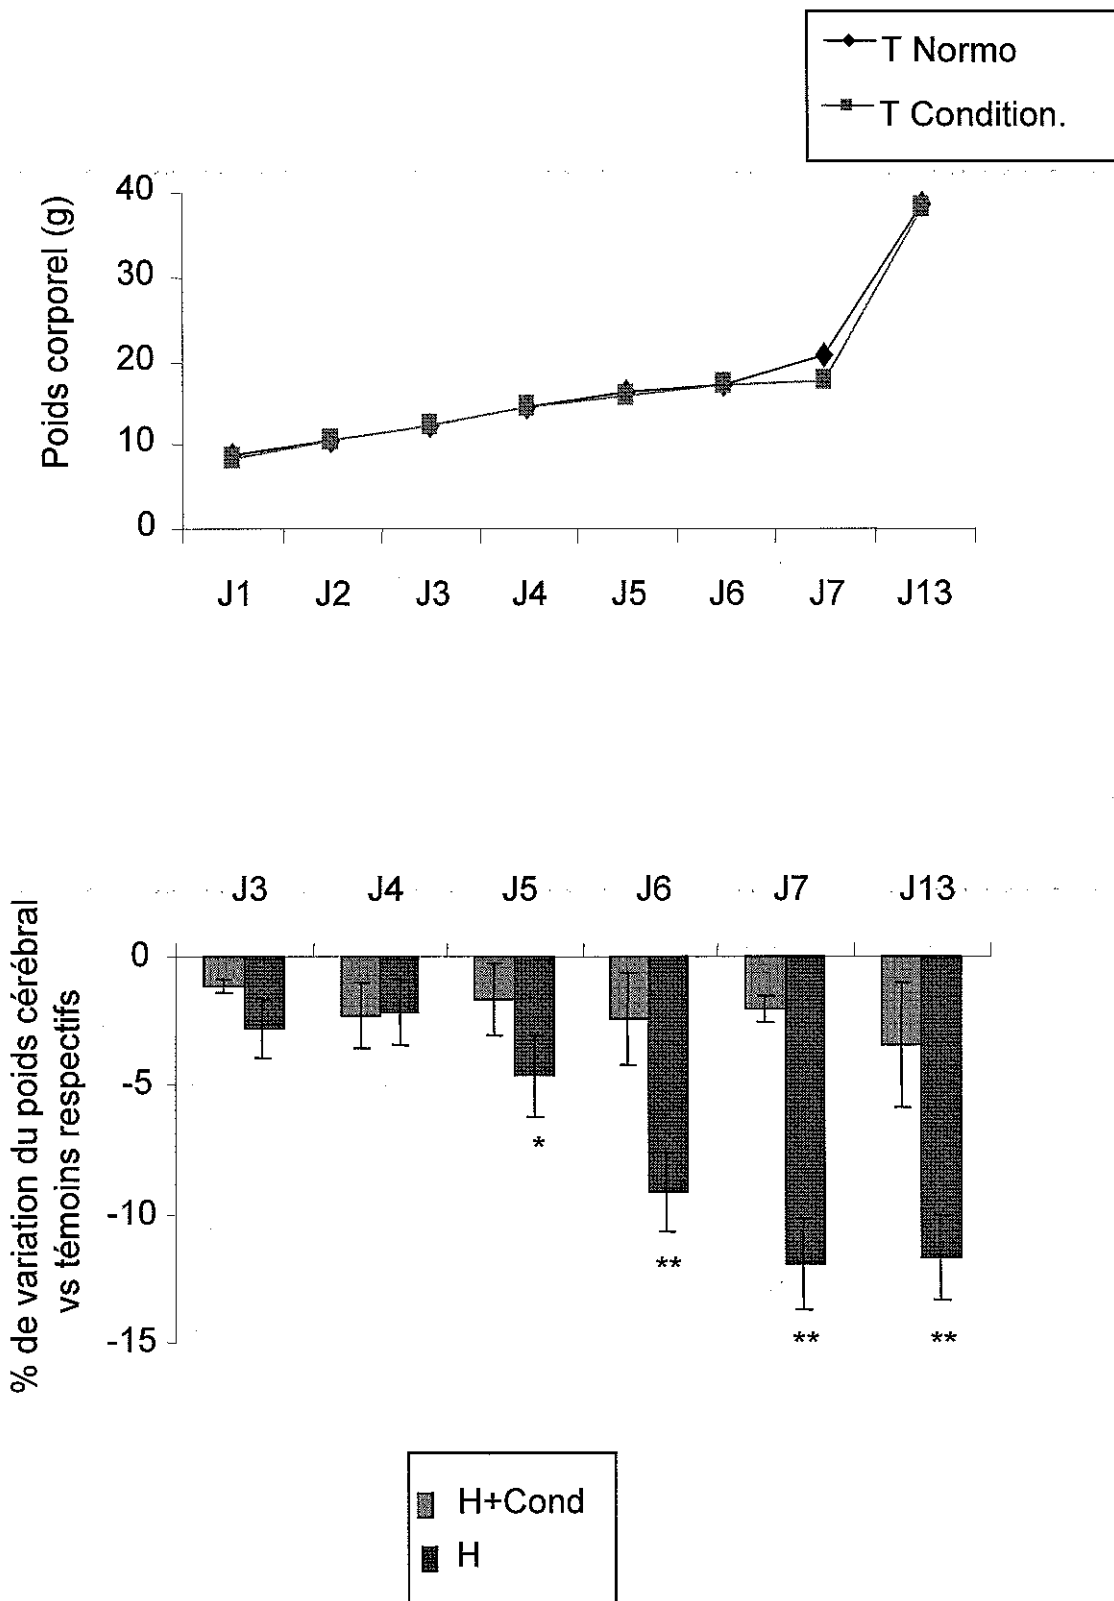 T Normo
T Condition.
Poids corporel (g)
40
30
20
10
0
J1 J2 J3 J4 J5 J6 J7 J13
% de variation du poids cérébral
vs témoins respectifs
J3 J4 J5 J6 J7 J13
0
-5
*
-10
**
-15
** **
H+Cond
H